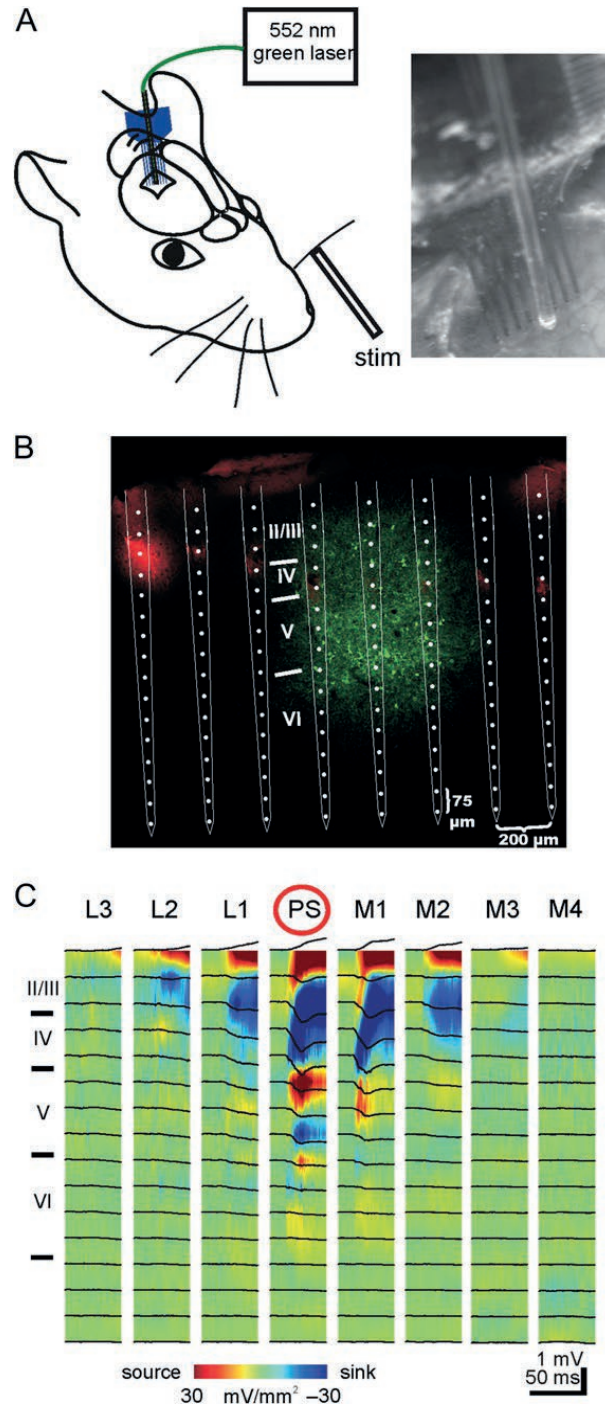 A
552 nm
green laser
stim
B
II/III
IV
V
VI
75
µm
200 µm
C
L3 L2 L1 PS M1 M2 M3 M4
II/III
IV
V
VI
source sink
30 mV/mm² –30
1 mV
50 ms